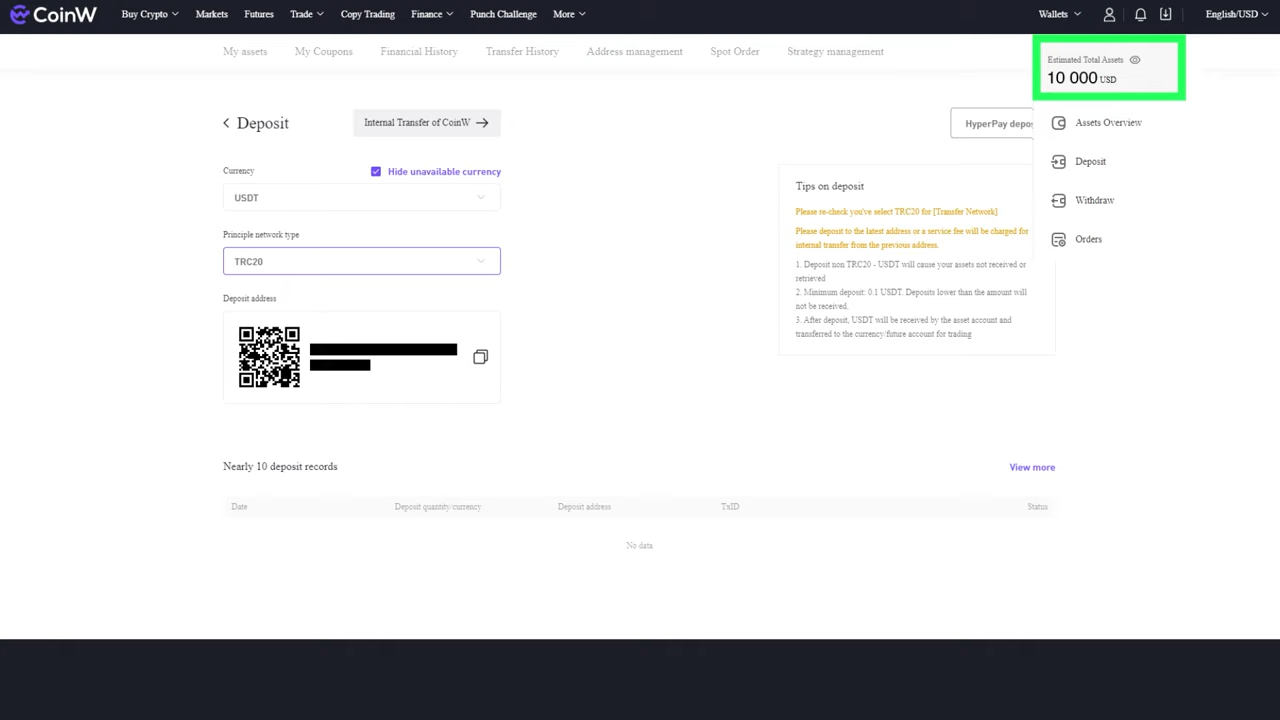 CoinW
Buy Crypto
Markets
Futures
Trade
Copy Trading
Finance
Punch Challenge
More
Wallets
English/USD
My assets
My Coupons
Financial History
Transfer History
Address management
Spot Order
Strategy management
Estimated Total Assets
10 000 USD
Assets Overview
Deposit
Withdraw
Orders
Deposit
Internal Transfer of CoinW
HyperPay depo
Currency
Hide unavailable currency
USDT
Principle network type
TRC20
Deposit address
Tips on deposit
Please re-check you've select TRC20 for [Transfer Network]
Please deposit to the latest address or a service fee will be charged for
internal transfer from the previous address.
1. Deposit non TRC20 - USDT will cause your assets not received or
retrieved
2. Minimum deposit: 0.1 USDT. Deposits lower than the amount will
not be received.
3. After deposit, USDT will be received by the asset account and
transferred to the currency/future account for trading
Nearly 10 deposit records
View more
Date
Deposit quantity/currency
Deposit address
TxID
Status
No data